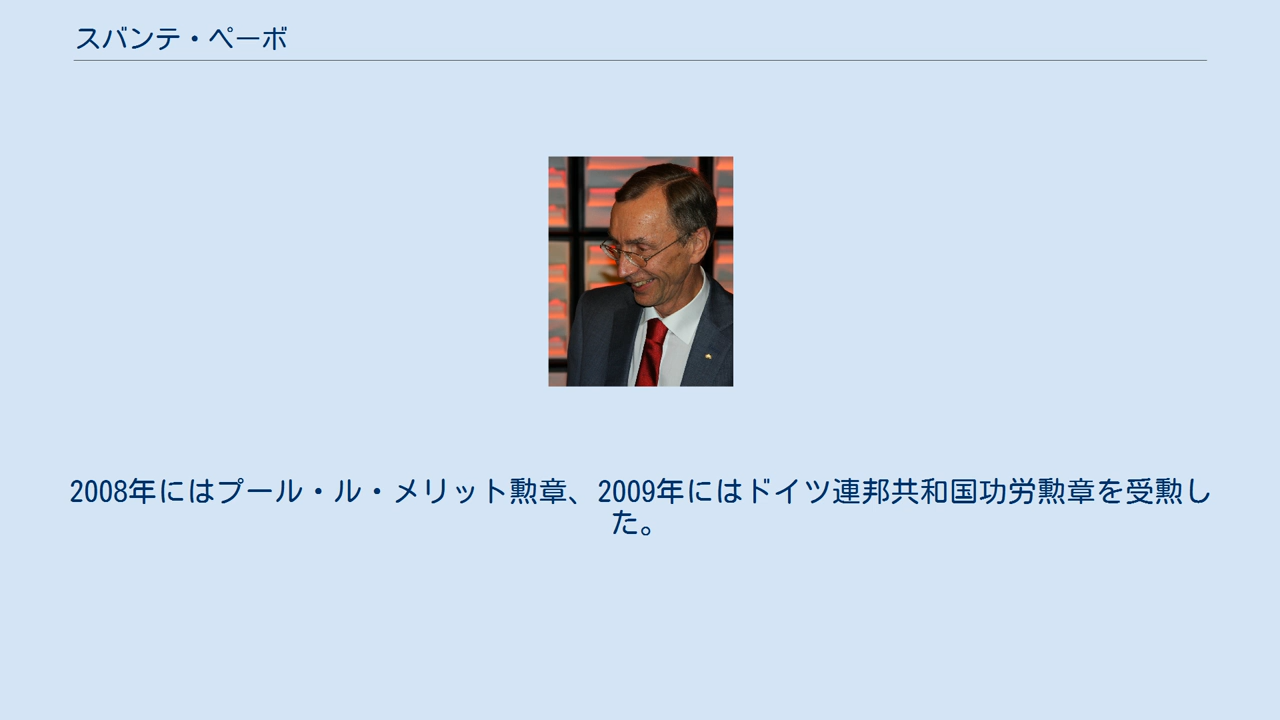 スバンテ・ペーボ
2008年にはプール・ル・メリット勲章、2009年にはドイツ連邦共和国功労勲章を受勲し
た。